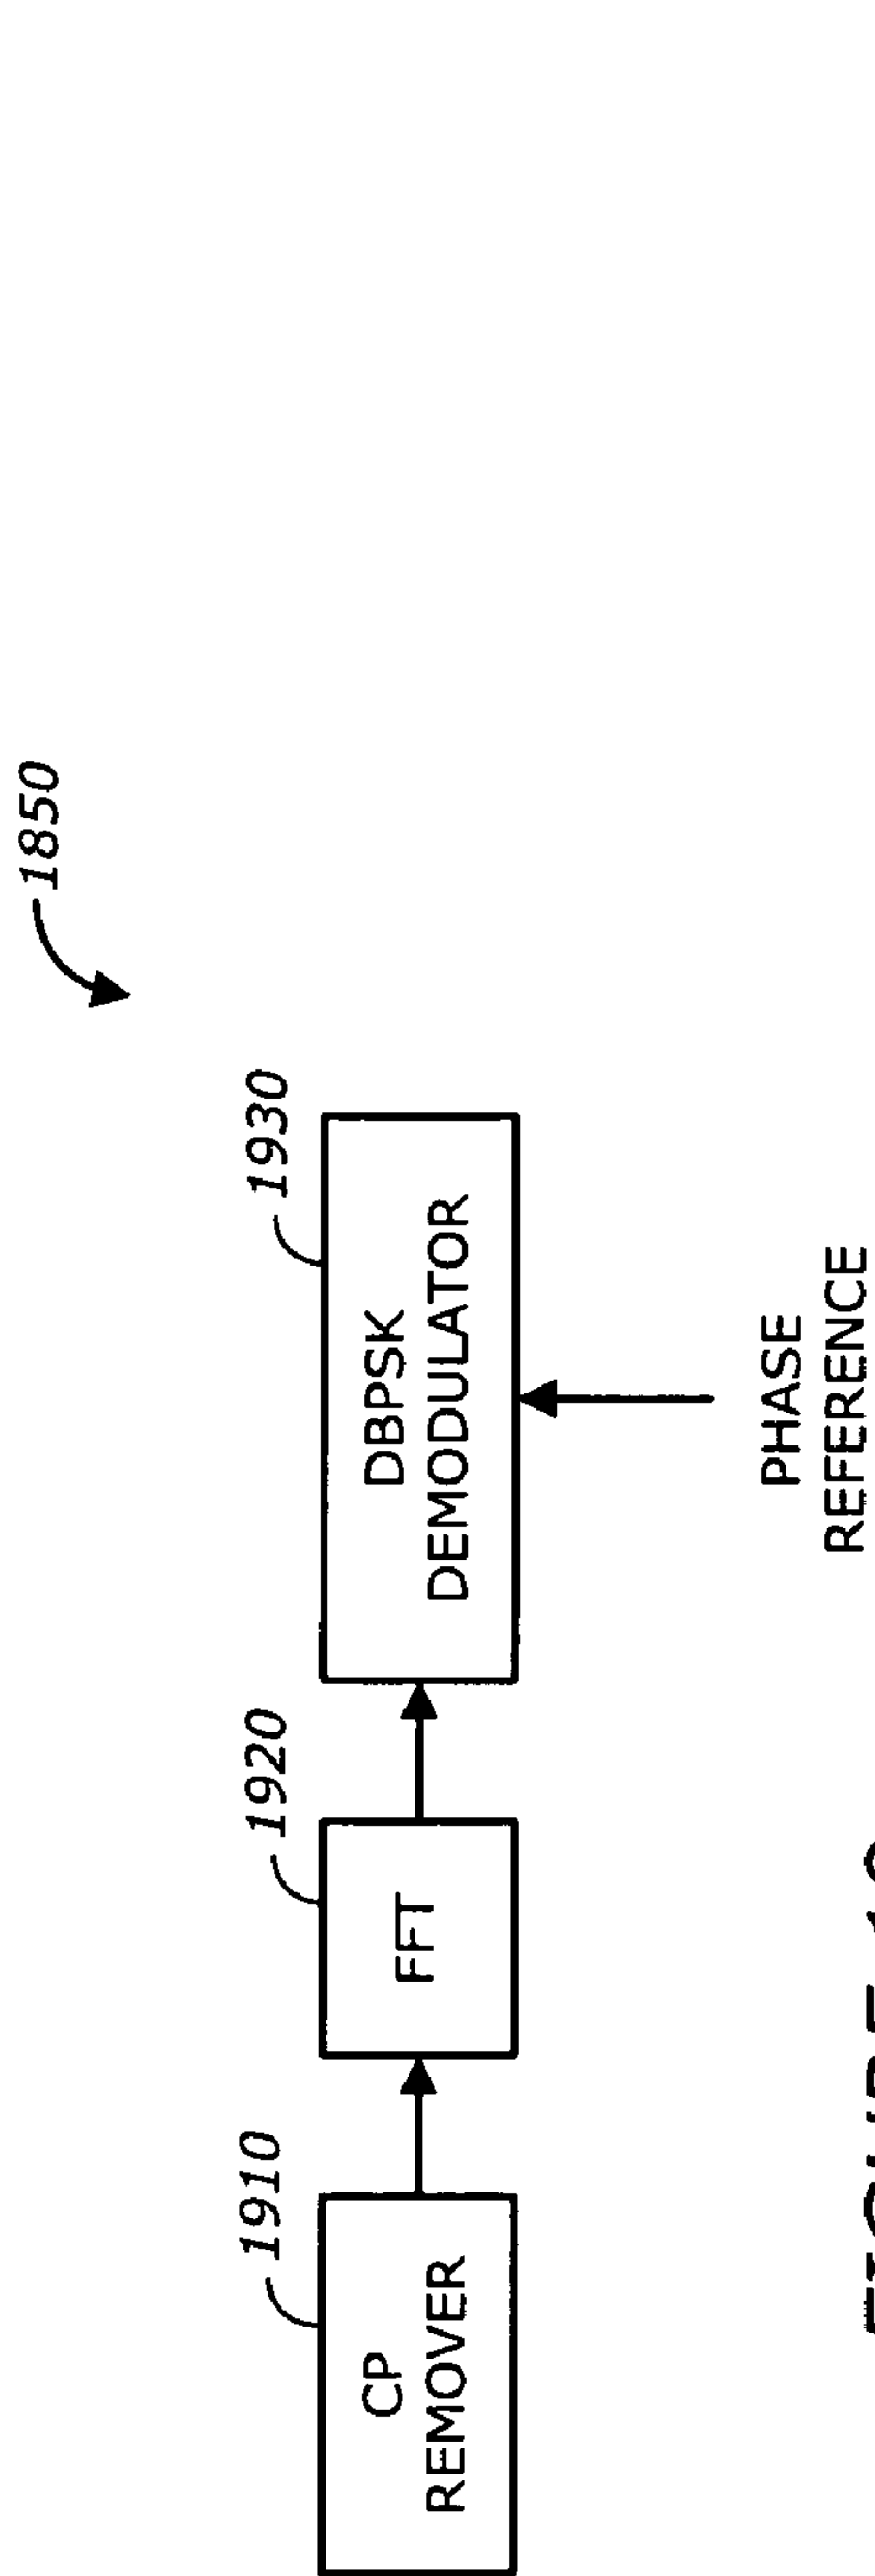 1850
1910
1920
1930
CP
REMOVER
FFT
DBPSK
DEMODULATOR
PHASE
REFERENCE